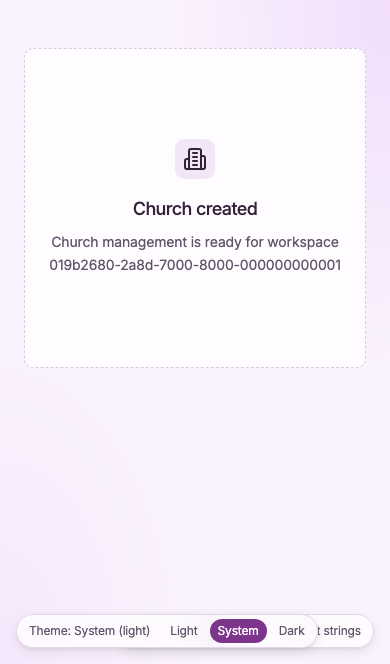 Church created
Church management is ready for workspace
019b2680-2a8d-7000-8000-000000000001
Theme: System (light) Light System Dark strings